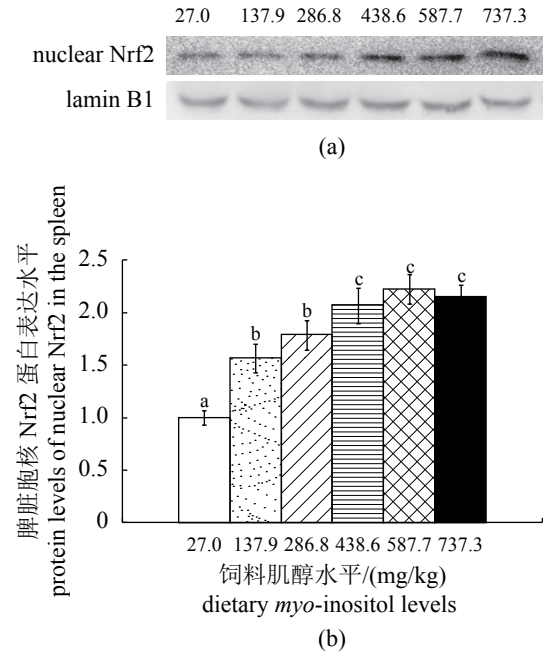 27.0 137.9 286.8 438.6 587.7 737.3
nuclear Nrf2
lamin B1
(a)
脾脏胞核 Nrf2 蛋白表达水平
protein levels of nuclear Nrf2 in the spleen
2.5
2.0
1.5
1.0
0.5
0
a
b
b
c
c
c
27.0 137.9 286.8 438.6 587.7 737.3
饲料肌醇水平/(mg/kg)
dietary myo-inositol levels
(b)